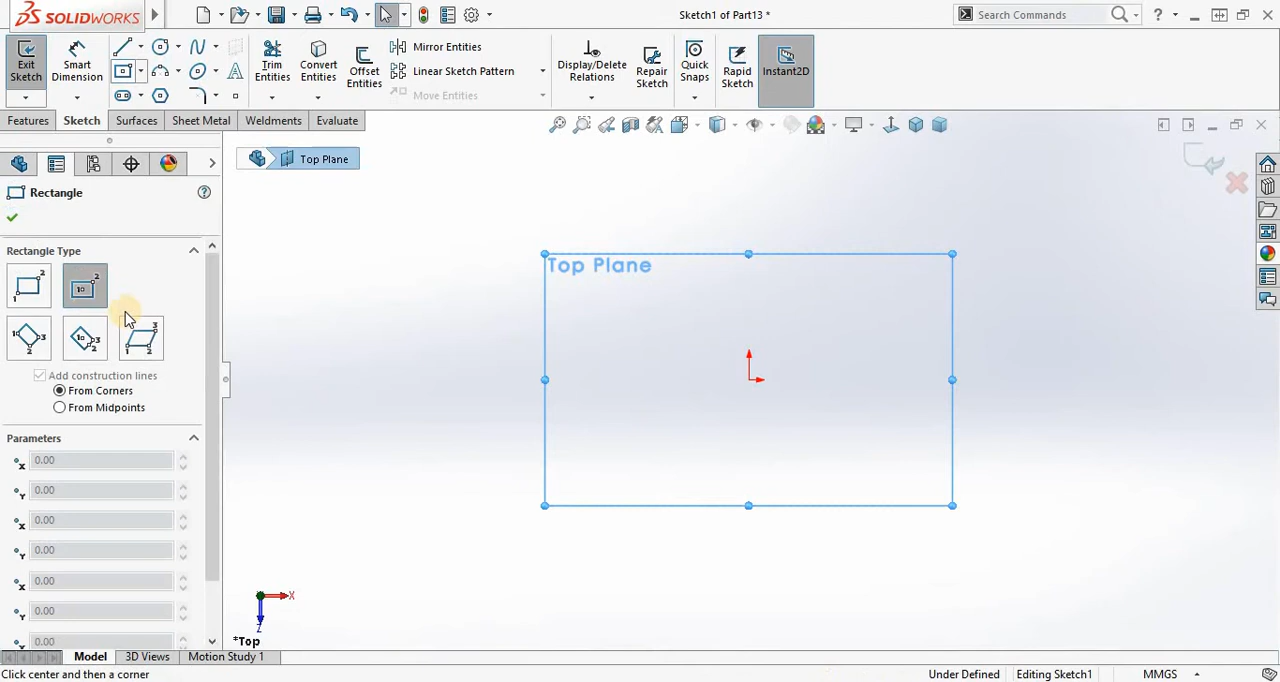 SOLIDWORKS
Sketch1 of Part13 *
Search Commands
?
Exit Sketch
Smart Dimension
Trim Entities
Convert Entities
Offset Entities
Mirror Entities
Linear Sketch Pattern
Move Entities
Display/Delete Relations
Repair Sketch
Quick Snaps
Rapid Sketch
Instant2D
Features
Sketch
Surfaces
Sheet Metal
Weldments
Evaluate
Top Plane
Rectangle
?
Rectangle Type
Add construction lines
From Corners
From Midpoints
Parameters
x 0.00
Y 0.00
x 0.00
Y 0.00
x 0.00
Y 0.00
x 0.00
Top Plane
X
Z
*Top
Model
3D Views
Motion Study 1
Click center and then a corner
Under Defined
Editing Sketch1
MMGS